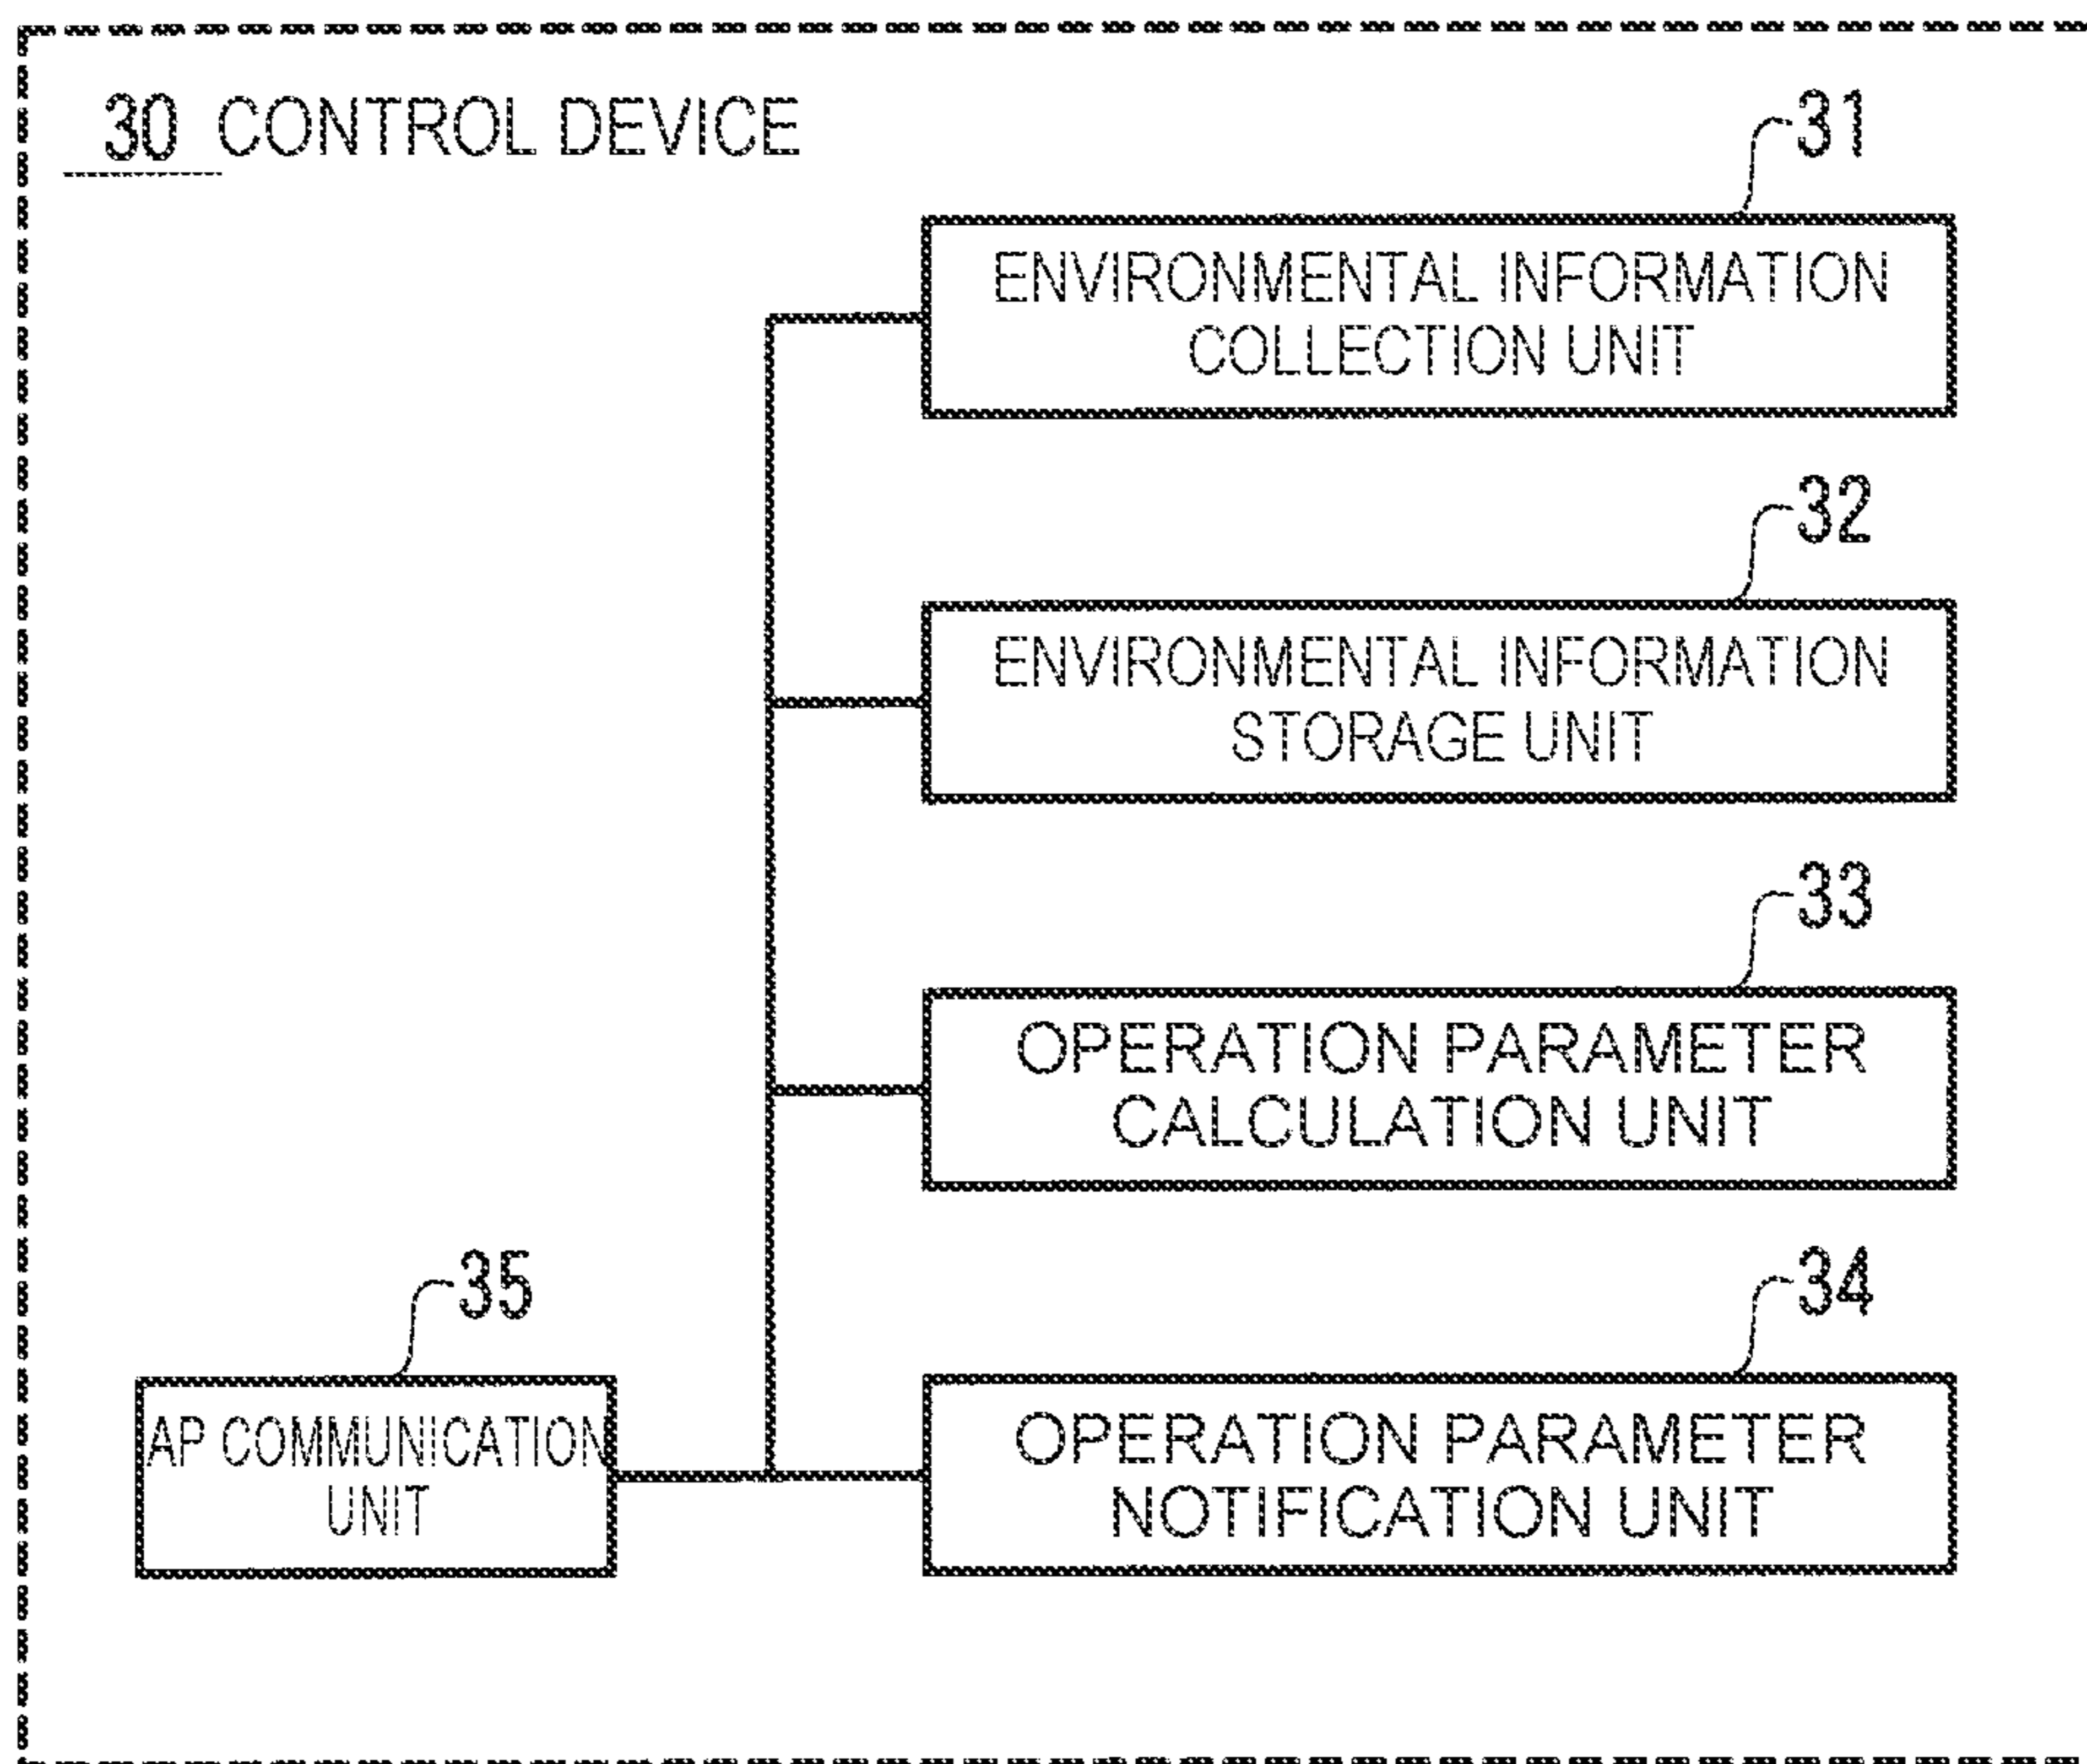 30 CONTROL DEVICE
31
ENVIRONMENTAL INFORMATION
COLLECTION UNIT
32
ENVIRONMENTAL INFORMATION
STORAGE UNIT
33
OPERATION PARAMETER
CALCULATION UNIT
35
AP COMMUNICATION
UNIT
34
OPERATION PARAMETER
NOTIFICATION UNIT